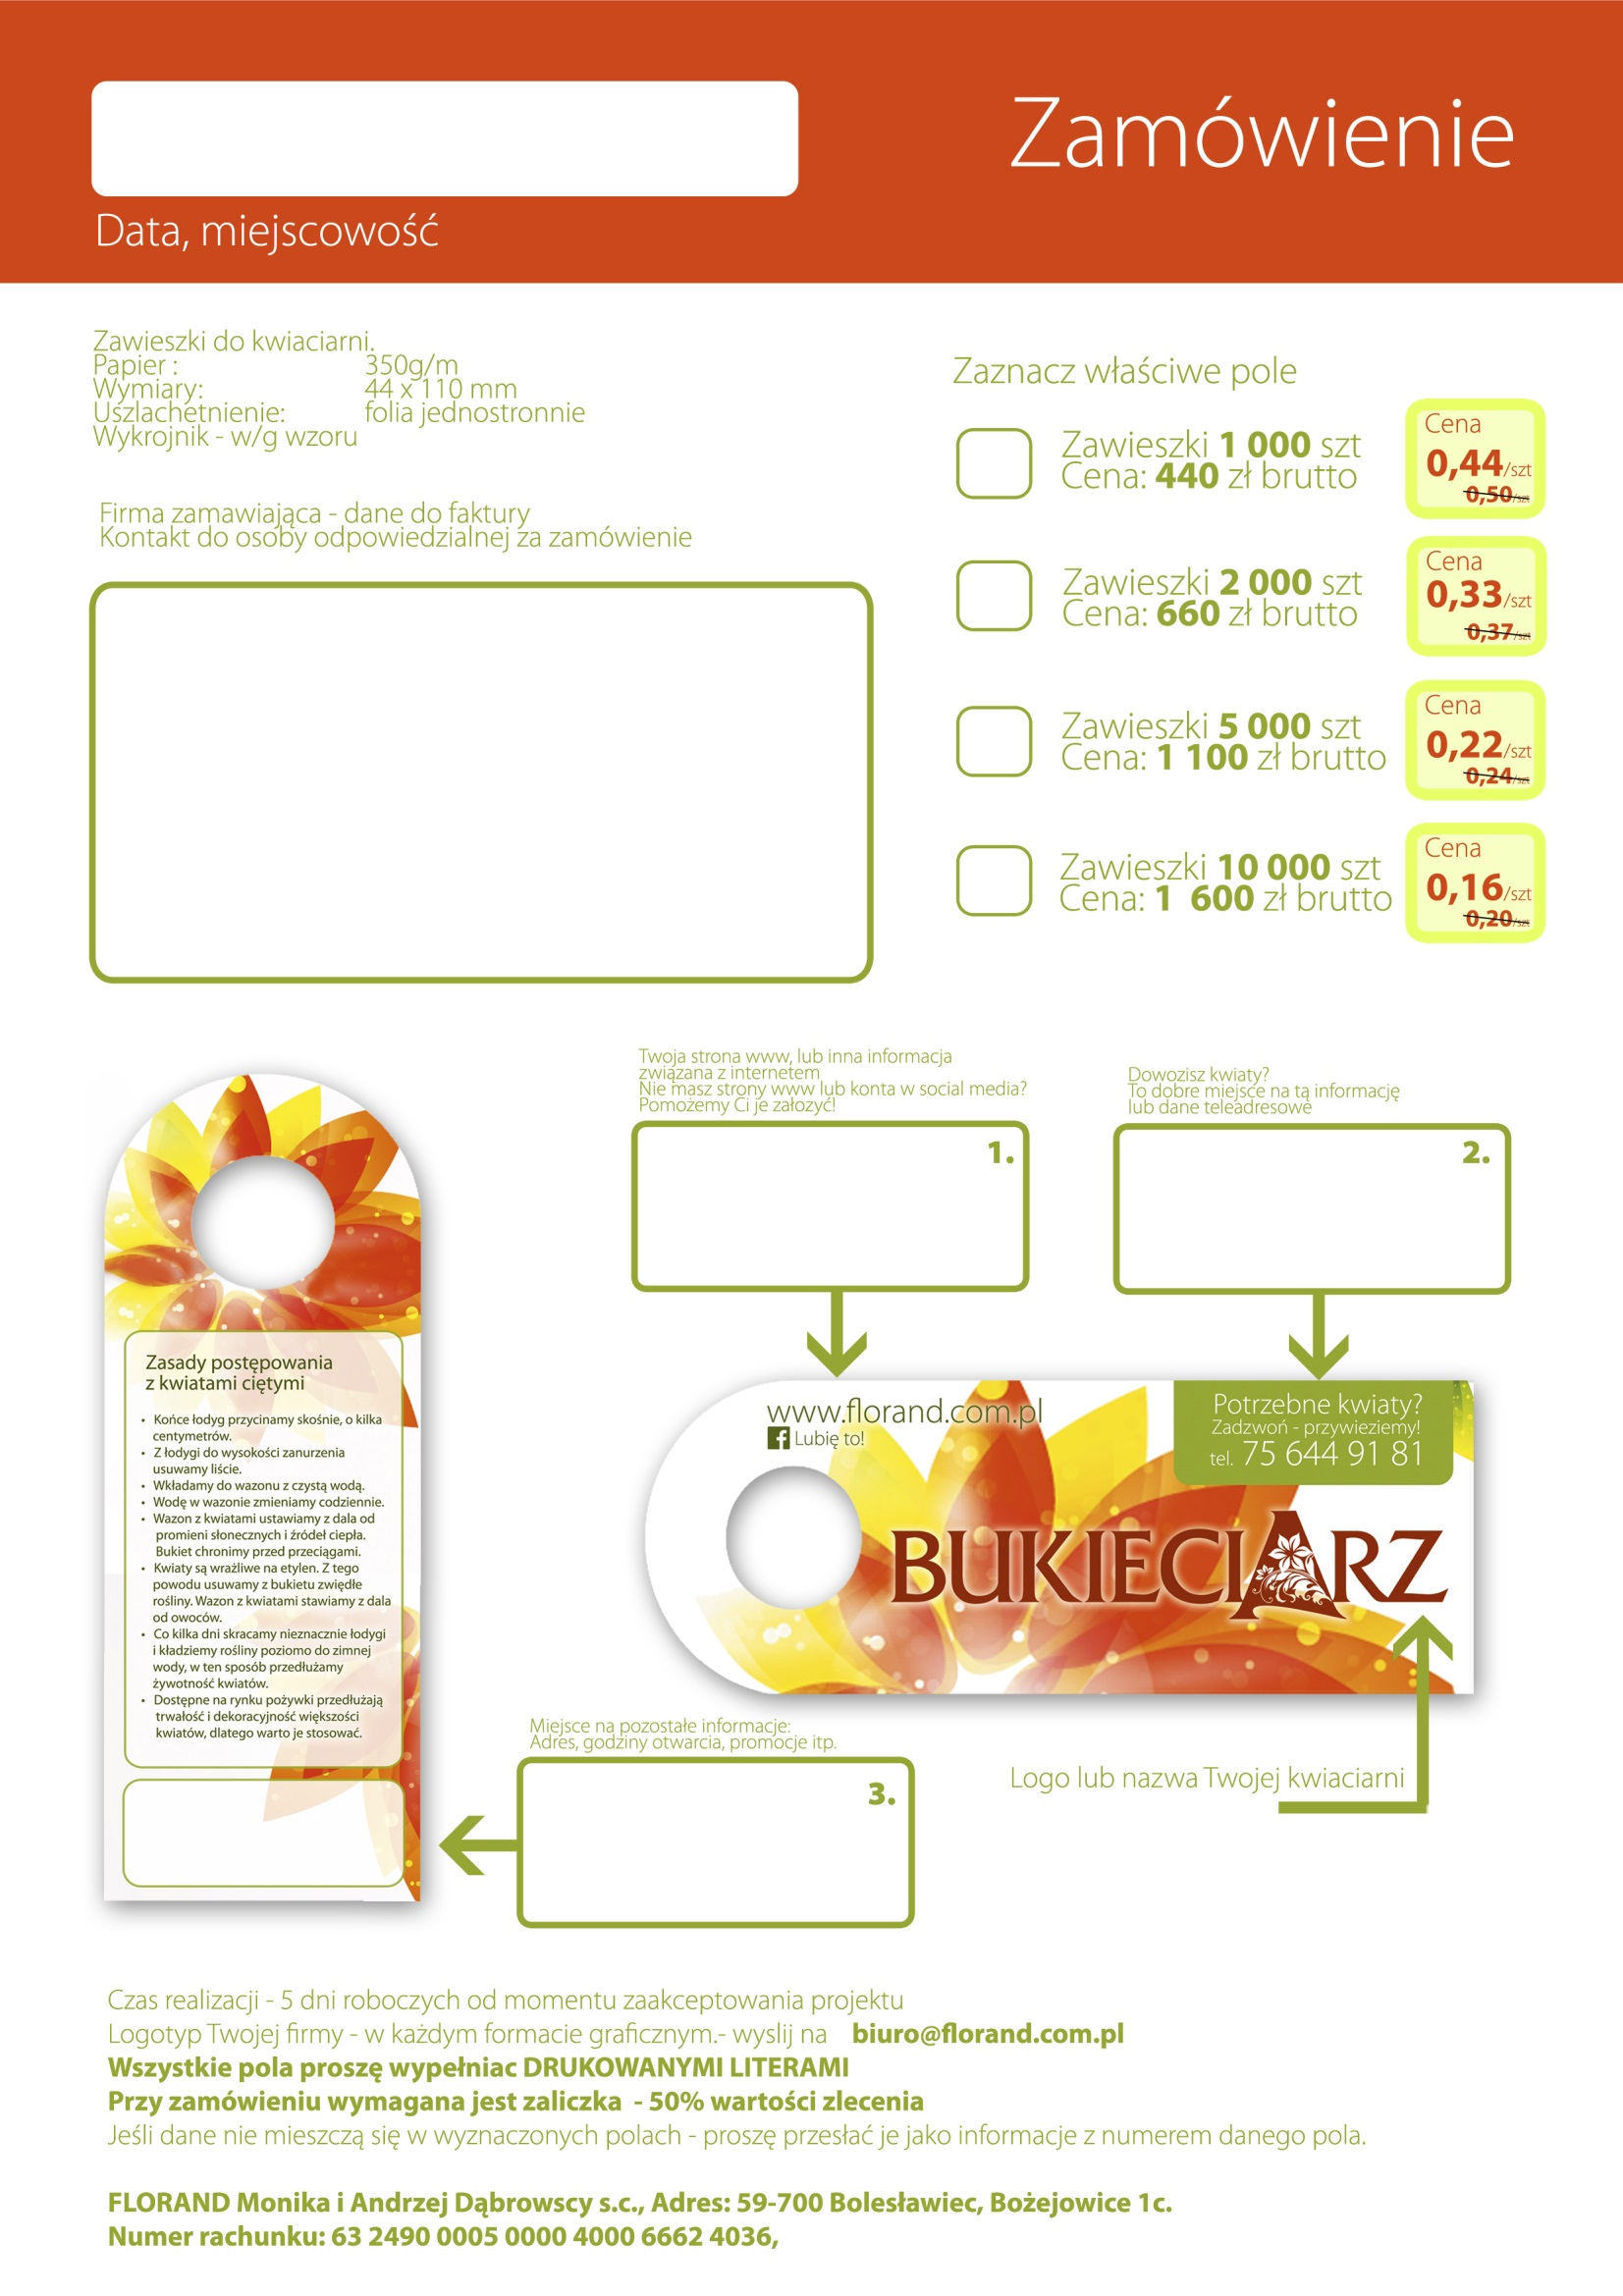 Zamówienie
Data, miejscowość
Zawieszki do kwiaciarni.
Papier : 350g/m
Wymiary: 44 x 110 mm
Uszlachetnienie: folia jednostronnie
Wykrojnik - w/g wzoru
Firma zamawiająca - dane do faktury
Kontakt do osoby odpowiedzialnej za zamówienie
Zaznacz właściwe pole
Zawieszki 1 000 szt
Cena: 440 zł brutto
Cena
0,44/szt
0,50/szt
Zawieszki 2 000 szt
Cena: 660 zł brutto
Cena
0,33/szt
0,37/szt
Zawieszki 5 000 szt
Cena: 1 100 zł brutto
Cena
0,22/szt
0,24/szt
Zawieszki 10 000 szt
Cena: 1 600 zł brutto
Cena
0,16/szt
0,20/szt
Twoja strona www, lub inna informacja
związana z internetem
Nie masz strony www lub konta w social media?
Pomożemy Ci je załozyć!
1.
Dowozisz kwiaty?
To dobre miejsce na tą informację
lub dane teleadresowe
2.
Zasady postępowania
z kwiatami ciętymi
• Końce łodyg przycinamy skośnie, o kilka
centymetrów.
• Z łodygi do wysokości zanurzenia
usuwamy liście.
• Wkładamy do wazonu z czystą wodą.
• Wodę w wazonie zmieniamy codziennie.
• Wazon z kwiatami ustawiamy z dala od
promieni słonecznych i źródeł ciepła.
Bukiet chronimy przed przeciągami.
• Kwiaty są wrażliwe na etylen. Z tego
powodu usuwamy z bukietu zwiędłe
rośliny. Wazon z kwiatami stawiamy z dala
od owoców.
• Co kilka dni skracamy nieznacznie łodygi
i kładziemy rośliny poziomo do zimnej
wody, w ten sposób przedłużamy
żywotność kwiatów.
• Dostępne na rynku pożywki przedłużają
trwałość i dekoracyjność większości
kwiatów, dlatego warto je stosować.
www.florand.com.pl
f Lubię to!
Potrzebne kwiaty?
Zadzwoń - przywieziemy!
tel. 75 644 91 81
BUKIECIARZ
Miejsce na pozostałe informacje:
Adres, godziny otwarcia, promocje itp.
3.
Logo lub nazwa Twojej kwiaciarni
Czas realizacji - 5 dni roboczych od momentu zaakceptowania projektu
Logotyp Twojej firmy - w każdym formacie graficznym.- wyslij na biuro@florand.com.pl
Wszystkie pola proszę wypełniac DRUKOWANYMI LITERAMI
Przy zamówieniu wymagana jest zaliczka - 50% wartości zlecenia
Jeśli dane nie mieszczą się w wyznaczonych polach - proszę przesłać je jako informacje z numerem danego pola.
FLORAND Monika i Andrzej Dąbrowscy s.c., Adres: 59-700 Bolesławiec, Bożejowice 1c.
Numer rachunku: 63 2490 0005 0000 4000 6662 4036,